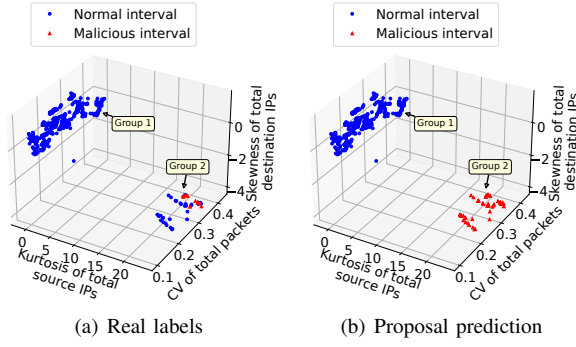 Normal interval
Malicious interval
Group 1
Group 2
0
−2
−4
Skewness of total
destination IPs
0
5
10
15
20
Kurtosis of total
source IPs
0.1
0.2
0.3
0.4
CV of total packets
(a) Real labels
Normal interval
Malicious interval
Group 1
Group 2
0
−2
−4
Skewness of total
destination IPs
0
5
10
15
20
Kurtosis of total
source IPs
0.1
0.2
0.3
0.4
CV of total packets
(b) Proposal prediction